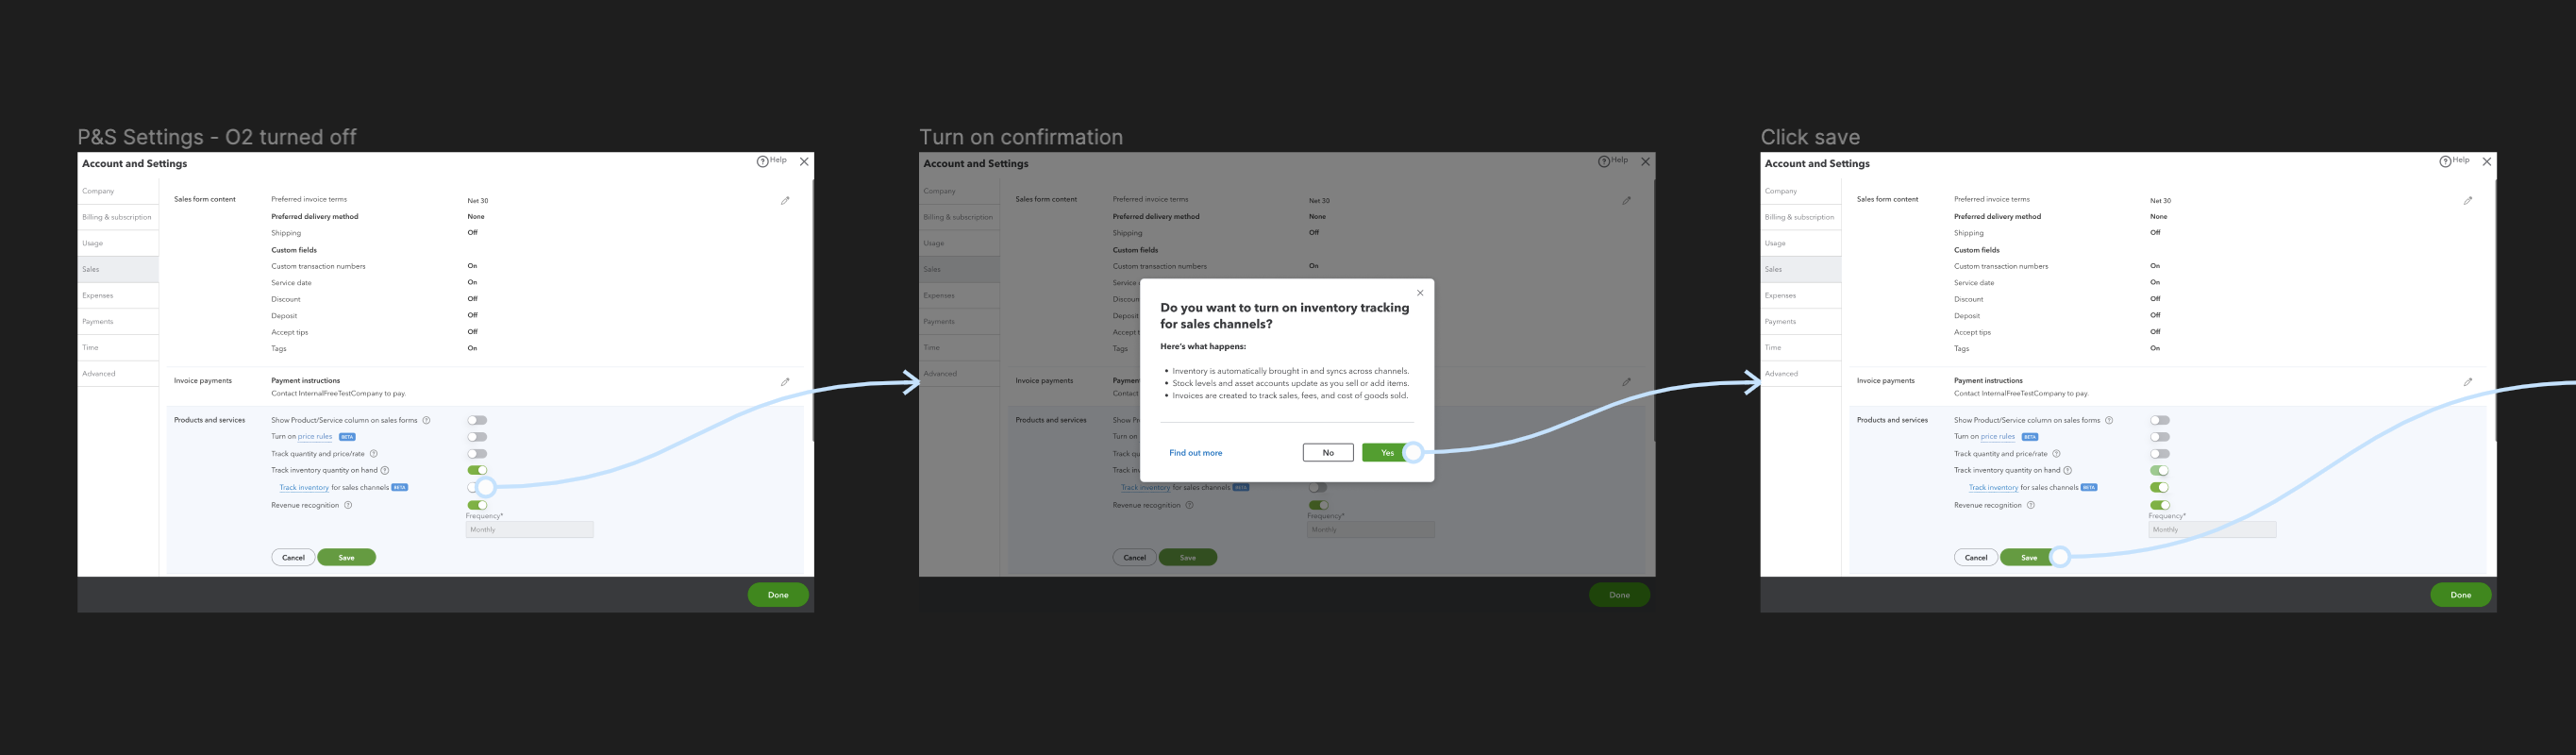 P&S Settings - O2 turned off
Account and Settings
Help
Company
Billing & subscription
Usage
Sales
Expenses
Payments
Time
Advanced
Sales form content
Preferred invoice terms
Net 30
Preferred delivery method
None
Shipping
Off
Custom fields
Custom transaction numbers
On
Service date
On
Discount
Off
Deposit
Off
Accept tips
Off
Tags
On
Invoice payments
Payment instructions
Contact InternalFreeTestCompany to pay.
Products and services
Show Product/Service column on sales forms
Turn on price rules BETA
Track quantity and price/rate
Track inventory quantity on hand
Track inventory for sales channels BETA
Revenue recognition
Frequency*
Monthly
Cancel
Save
Done
Turn on confirmation
Account and Settings
Help
Company
Billing & subscription
Usage
Sales
Expenses
Payments
Time
Advanced
Sales form content
Preferred invoice terms
Net 30
Preferred delivery method
None
Shipping
Off
Custom fields
Custom transaction numbers
On
Service
Discoun
Deposit
Accept t
Tags
Invoice payments
Paymen
Contact
Products and services
Show Pr
Turn on
Track qu
Track in
Track inventory for sales channels BETA
Revenue recognition
Frequency*
Monthly
Cancel
Save
Done
Do you want to turn on inventory tracking
for sales channels?
Here's what happens:
• Inventory is automatically brought in and syncs across channels.
• Stock levels and asset accounts update as you sell or add items.
• Invoices are created to track sales, fees, and cost of goods sold.
Find out more
No
Yes
Click save
Account and Settings
Help
Company
Billing & subscription
Usage
Sales
Expenses
Payments
Time
Advanced
Sales form content
Preferred invoice terms
Net 30
Preferred delivery method
None
Shipping
Off
Custom fields
Custom transaction numbers
On
Service date
On
Discount
Off
Deposit
Off
Accept tips
Off
Tags
On
Invoice payments
Payment instructions
Contact InternalFreeTestCompany to pay.
Products and services
Show Product/Service column on sales forms
Turn on price rules BETA
Track quantity and price/rate
Track inventory quantity on hand
Track inventory for sales channels BETA
Revenue recognition
Frequency*
Monthly
Cancel
Save
Done